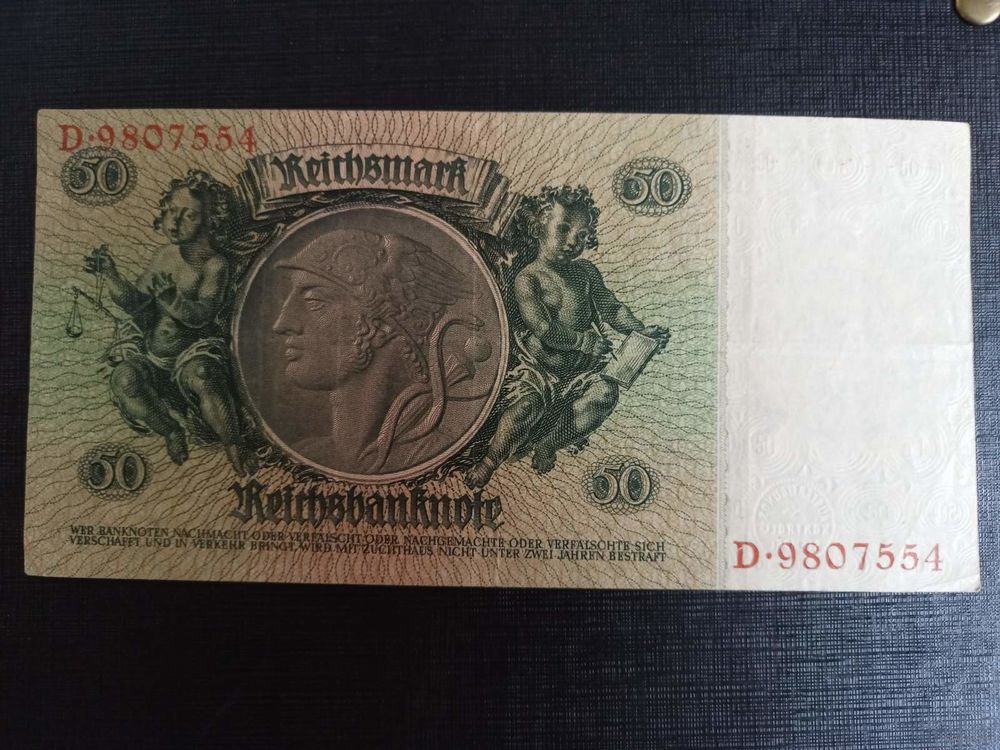 D·9807554
50
Reichsmark
50
50
Reichsbanknote
50
WER BANKNOTEN NACHMACHT ODER VERFÄLSCHT ODER NACHGEMACHTE ODER VERFÄLSCHTE SICH
VERSCHAFFT UND IN VERKEHR BRINGT, WIRD MIT ZUCHTHAUS NICHT UNTER ZWEI JAHREN BESTRAFT
D·9807554